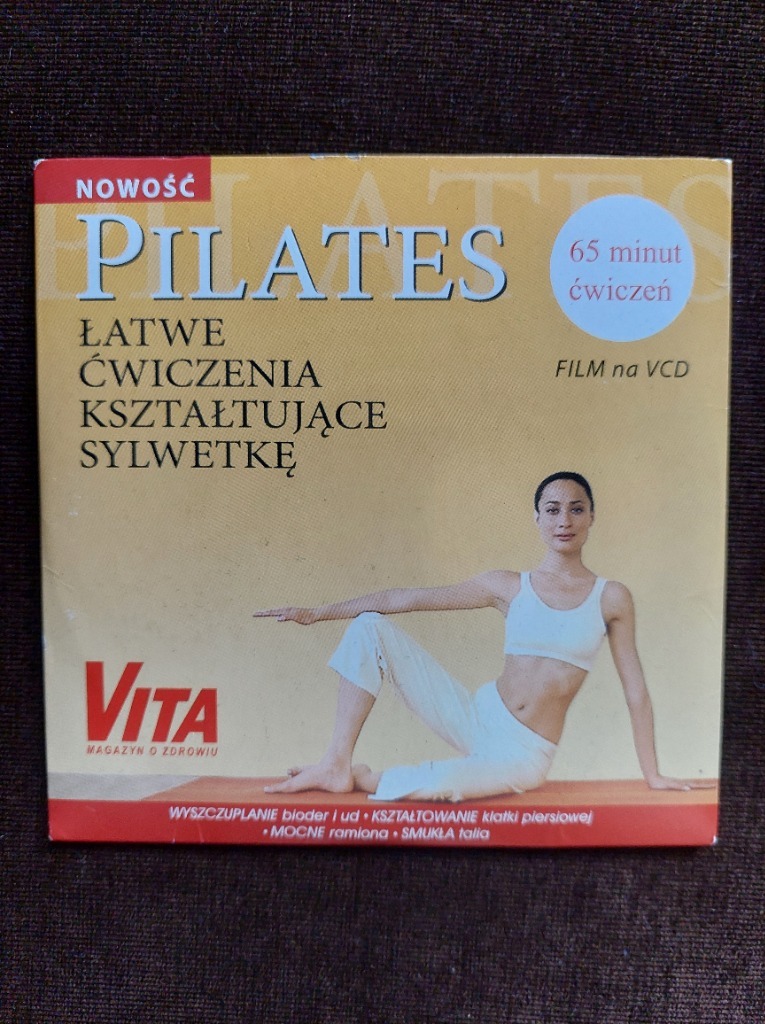 NOWOŚĆ
PILATES
65 minut
ćwiczeń
ŁATWE
ĆWICZENIA
KSZTAŁTUJĄCE
SYLWETKĘ
FILM na VCD
VITA
MAGAZYN O ZDROWIU
WYSZCZUPLANIE bioder i ud • KSZTAŁTOWANIE klatki piersiowej
• MOCNE ramiona • SMUKŁA talia